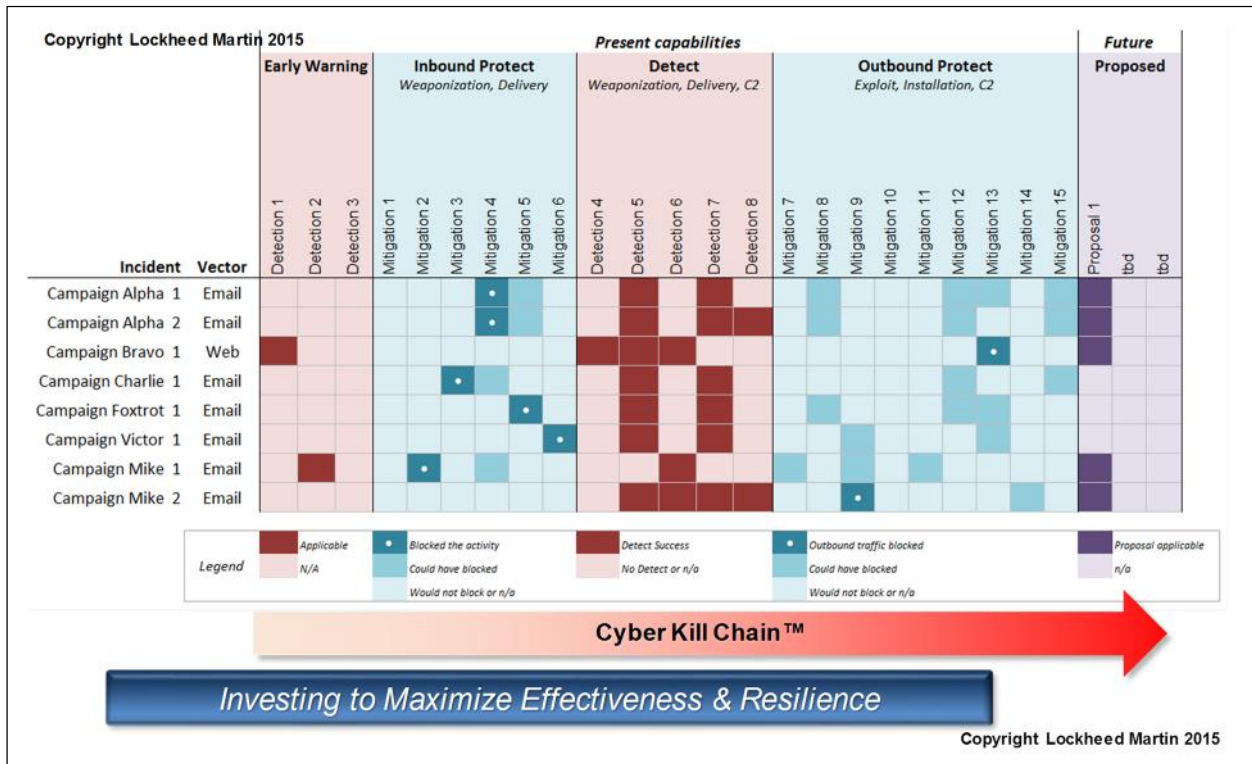 Copyright Lockheed Martin 2015
Present capabilities
Future
Early Warning
Inbound Protect
Detect
Outbound Protect
Proposed
Weaponization, Delivery
Weaponization, Delivery, C2
Exploit, Installation, C2
Incident
Vector
Detection 1
Detection 2
Detection 3
Mitigation 1
Mitigation 2
Mitigation 3
Mitigation 4
Mitigation 5
Mitigation 6
Detection 4
Detection 5
Detection 6
Detection 7
Detection 8
Mitigation 7
Mitigation 8
Mitigation 9
Mitigation 10
Mitigation 11
Mitigation 12
Mitigation 13
Mitigation 14
Mitigation 15
Proposal 1
tbd
tbd
Campaign Alpha 1 Email
Campaign Alpha 2 Email
Campaign Bravo 1 Web
Campaign Charlie 1 Email
Campaign Foxtrot 1 Email
Campaign Victor 1 Email
Campaign Mike 1 Email
Campaign Mike 2 Email
Legend
Applicable
N/A
Blocked the activity
Could have blocked
Would not block or n/a
Detect Success
No Detect or n/a
Outbound traffic blocked
Could have blocked
Would not block or n/a
Proposal applicable
n/a
Cyber Kill Chain™
Investing to Maximize Effectiveness & Resilience
Copyright Lockheed Martin 2015